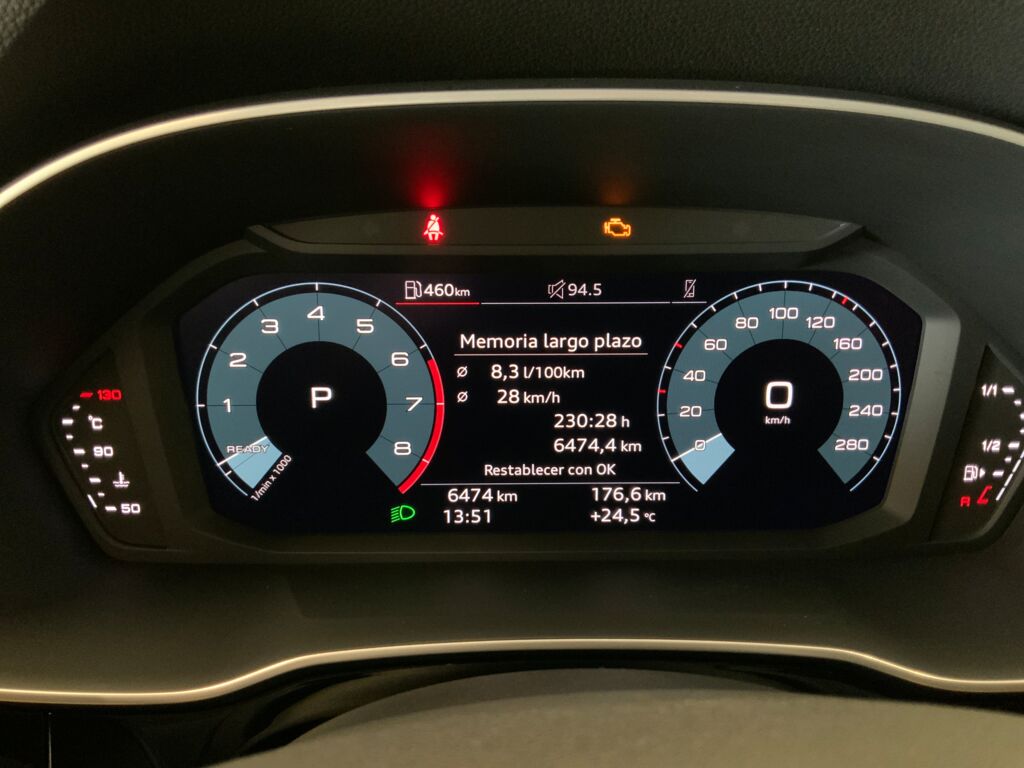 460 km
94.5
Memoria largo plazo
ø 8,3 l/100km
ø 28 km/h
230:28 h
6474,4 km
Restablecer con OK
6474 km 176,6 km
13:51 +24,5 °C
1 2 3 4 5 6 7 8
READY
1/min x 1000
P
0 20 40 60 80 100 120 160 200 240 280
0
km/h
130
°C
90
50
1/1
1/2
R